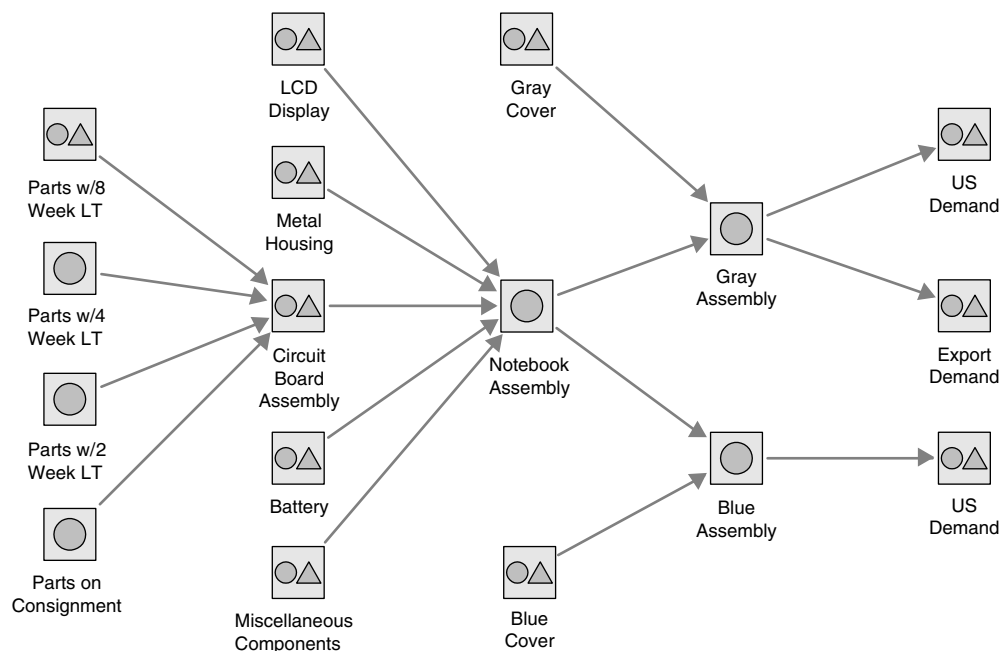 LCD
Display
Gray
Cover
Parts w/8
Week LT
Metal
Housing
US
Demand
Gray
Assembly
Parts w/4
Week LT
Circuit
Board
Assembly
Notebook
Assembly
Export
Demand
Parts w/2
Week LT
Battery
Blue
Assembly
US
Demand
Parts on
Consignment
Miscellaneous
Components
Blue
Cover